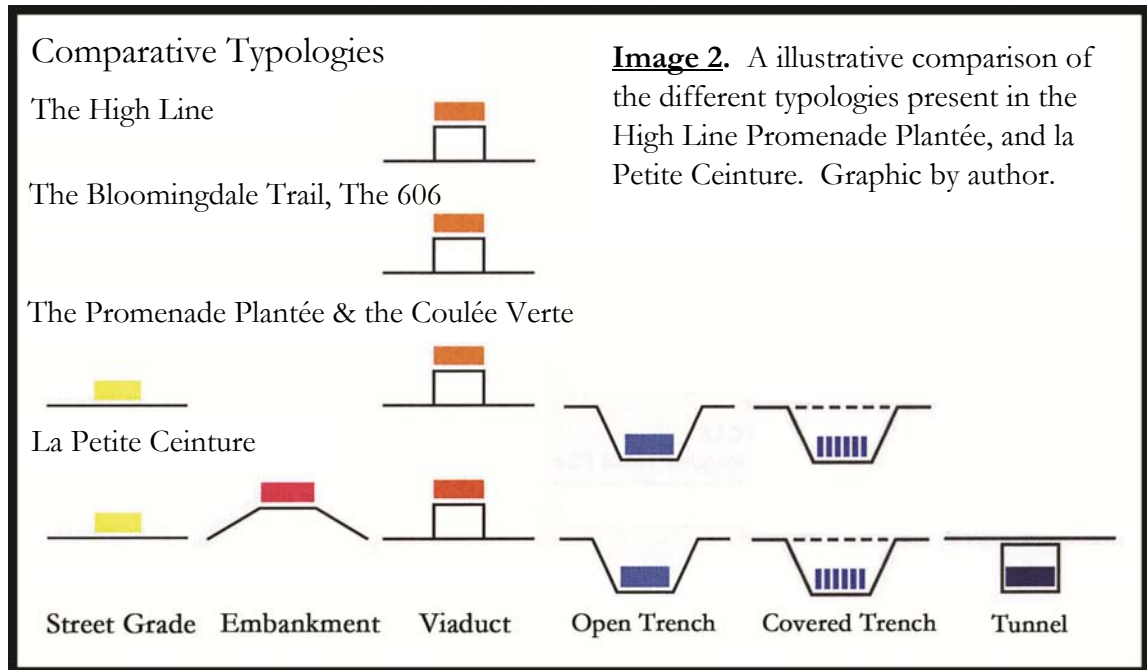 Comparative Typologies
Image 2. A illustrative comparison of
the different typologies present in the
High Line Promenade Plantée, and la
Petite Ceinture. Graphic by author.
The High Line
The Bloomingdale Trail, The 606
The Promenade Plantée & the Coulée Verte
La Petite Ceinture
Street Grade Embankment Viaduct Open Trench Covered Trench Tunnel